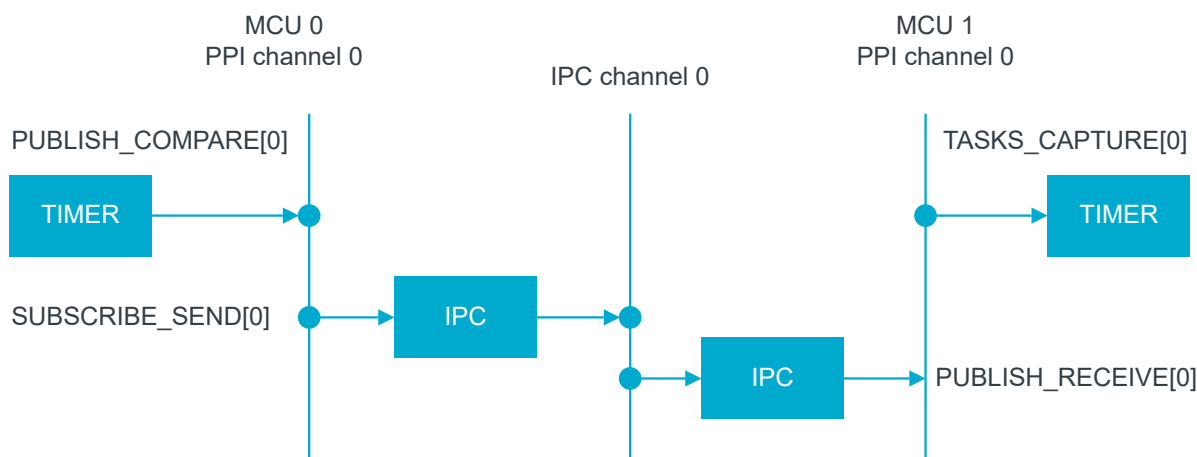 MCU 0
PPI channel 0
IPC channel 0
MCU 1
PPI channel 0
PUBLISH_COMPARE[0]
TASKS_CAPTURE[0]
TIMER
TIMER
SUBSCRIBE_SEND[0]
IPC
IPC
PUBLISH_RECEIVE[0]